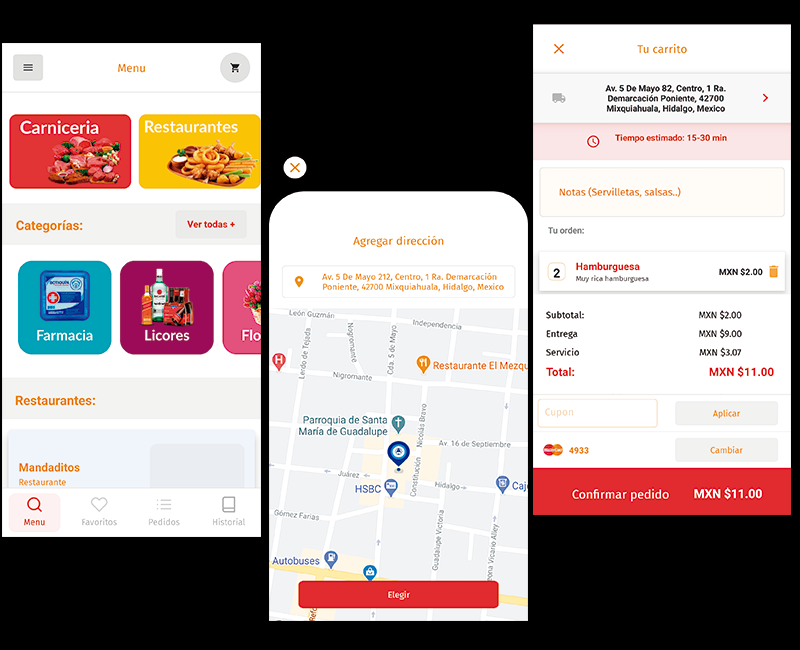 Menu
Carniceria
Restaurantes
Categorías:
Ver todas +
Farmacia
Licores
Flo
Restaurantes:
Mandaditos
Restaurante
Menu
Favoritos
Pedidos
Historial
Agregar dirección
Av. 5 De Mayo 212, Centro, 1 Ra. Demarcación
Poniente, 42700 Mixquiahuala, Hidalgo, Mexico
León Guzmán
Independencia
Lerdo de Tejada
Nigromante
Cda. 5 de Mayo
H
Restaurante El Mezqu
Nigromante
Parroquia de Santa
María de Guadalupe
Nicolás Bravo
Av. 16 de Septiembre
Juárez
Constitución
HSBC
Hidalgo
Caj
Gómez Farias
Guadalupe Victoria
zona Vicario
Alley
Autobuses
Elegir
Tu carrito
Av. 5 De Mayo 82, Centro, 1 Ra.
Demarcación Poniente, 42700
Mixquiahuala, Hidalgo, Mexico
Tiempo estimado: 15-30 min
Notas (Servilletas, salsas..)
Tu orden:
2 Hamburguesa MXN $2.00
Muy rica hamburguesa
Subtotal: MXN $2.00
Entrega MXN $9.00
Servicio MXN $3.07
Total: MXN $11.00
Cupon Aplicar
4933 Cambiar
Confirmar pedido MXN $11.00